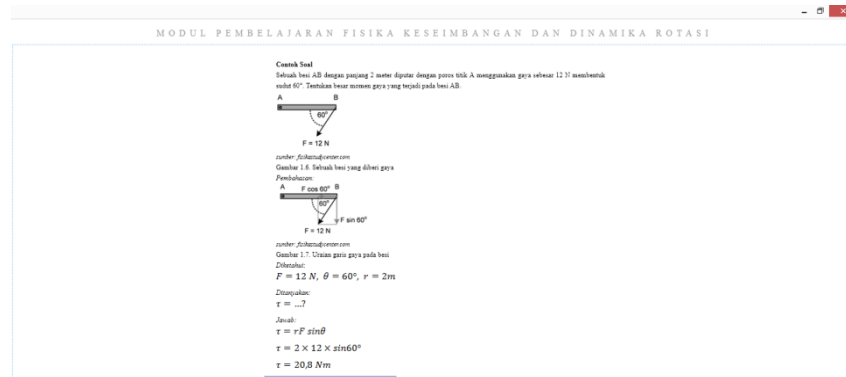 MODUL PEMBELAJARAN FISIKA KESEIMBANGAN DAN DINAMIKA ROTASI
Contoh Soal
Sebuah besi AB dengan panjang 2 meter diputar dengan poros titik A menggunakan gaya sebesar 12 N membentuk
sudut 60°. Tentukan besar momen gaya yang terjadi pada besi AB.
A B
60°
F = 12 N
sumber: fisikastudycenter.com
Gambar 1.6. Sebuah besi yang diberi gaya
Pembahasan:
A F cos 60° B
60°
F sin 60°
F = 12 N
sumber: fisikastudycenter.com
Gambar 1.7. Uraian garis gaya pada besi
Diketahui:
F = 12 N, θ = 60°, r = 2m
Ditanyakan:
τ = ...?
Jawab:
τ = rF sinθ
τ = 2 × 12 × sin60°
τ = 20,8 Nm